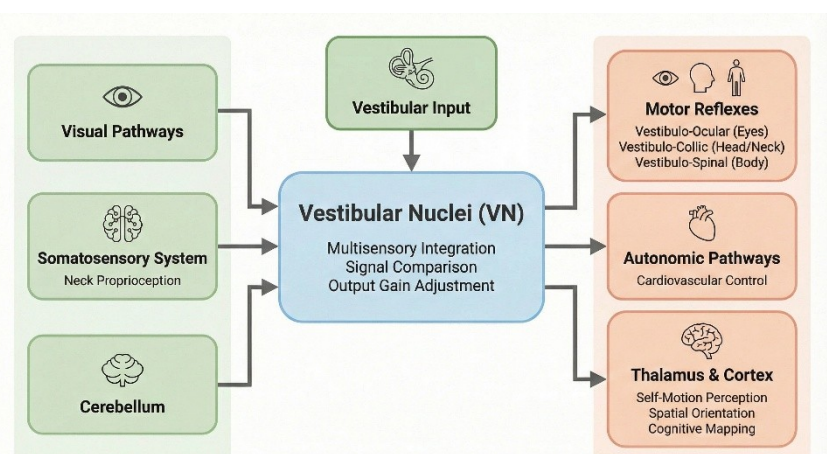 Visual Pathways
Somatosensory System
Neck Proprioception
Cerebellum
Vestibular Input
Vestibular Nuclei (VN)
Multisensory Integration
Signal Comparison
Output Gain Adjustment
Motor Reflexes
Vestibulo-Ocular (Eyes)
Vestibulo-Collic (Head/Neck)
Vestibulo-Spinal (Body)
Autonomic Pathways
Cardiovascular Control
Thalamus & Cortex
Self-Motion Perception
Spatial Orientation
Cognitive Mapping